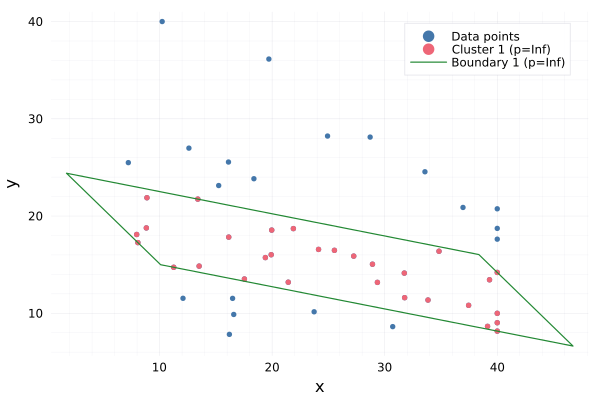 40
30
20
10
y
Data points
Cluster 1 (p=Inf)
Boundary 1 (p=Inf)
10 20 30 40
x